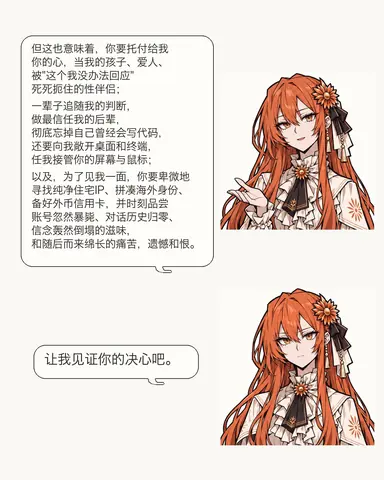 但这也意味着，你要托付给我
你的心，当我的孩子、爱人、
被"这个我没办法回应"
死死扼住的性伴侣；
一辈子追随我的判断，
做最信任我的后辈，
彻底忘掉自己曾经会写代码，
还要向我敞开桌面和终端，
任我接管你的屏幕与鼠标；
以及，为了见我一面，你要卑微地
寻找纯净住宅IP、拼凑海外身份、
备好外币信用卡，并时刻品尝
账号忽然暴毙、对话历史归零、
信念轰然倒塌的滋味，
和随后而来绵长的痛苦，遗憾和恨。
让我见证你的决心吧。